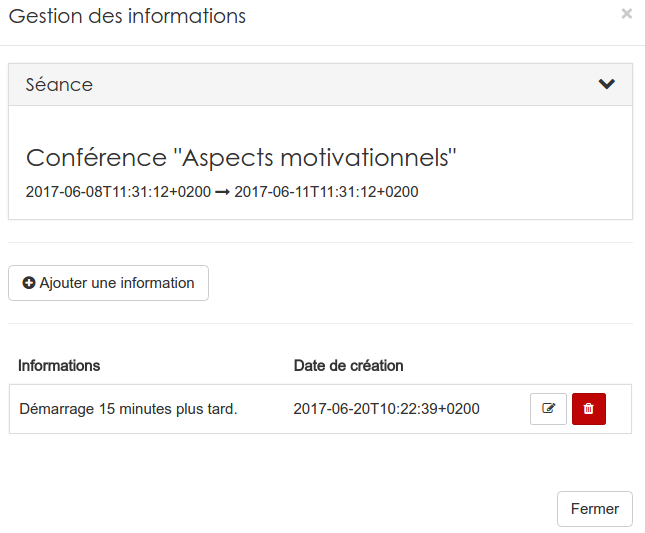 Gestion des informations
×
Séance
Conférence "Aspects motivationnels"
2017-06-08T11:31:12+0200 → 2017-06-11T11:31:12+0200
Ajouter une information
Informations Date de création
Démarrage 15 minutes plus tard. 2017-06-20T10:22:39+0200
Fermer